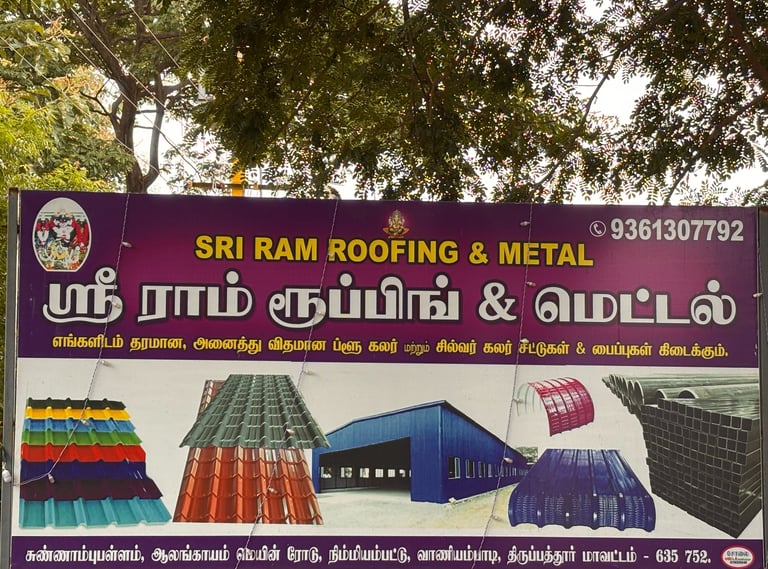 9361307792
SRI RAM ROOFING & METAL
ஸ்ரீ ராம் ரூப்பிங் & மெட்டல்
எங்களிடம் தரமான, அனைத்து விதமான ப்ளூ கலர் மற்றும் சில்வர் கலர் சீட்டுகள் & பைப்புகள் கிடைக்கும்.
சுண்ணாம்புபள்ளம், ஆலங்காயம் மெயின் ரோடு, நிம்மியம்பட்டு, வாணியம்பாடி, திருப்பத்தூர் மாவட்டம் - 635 752.